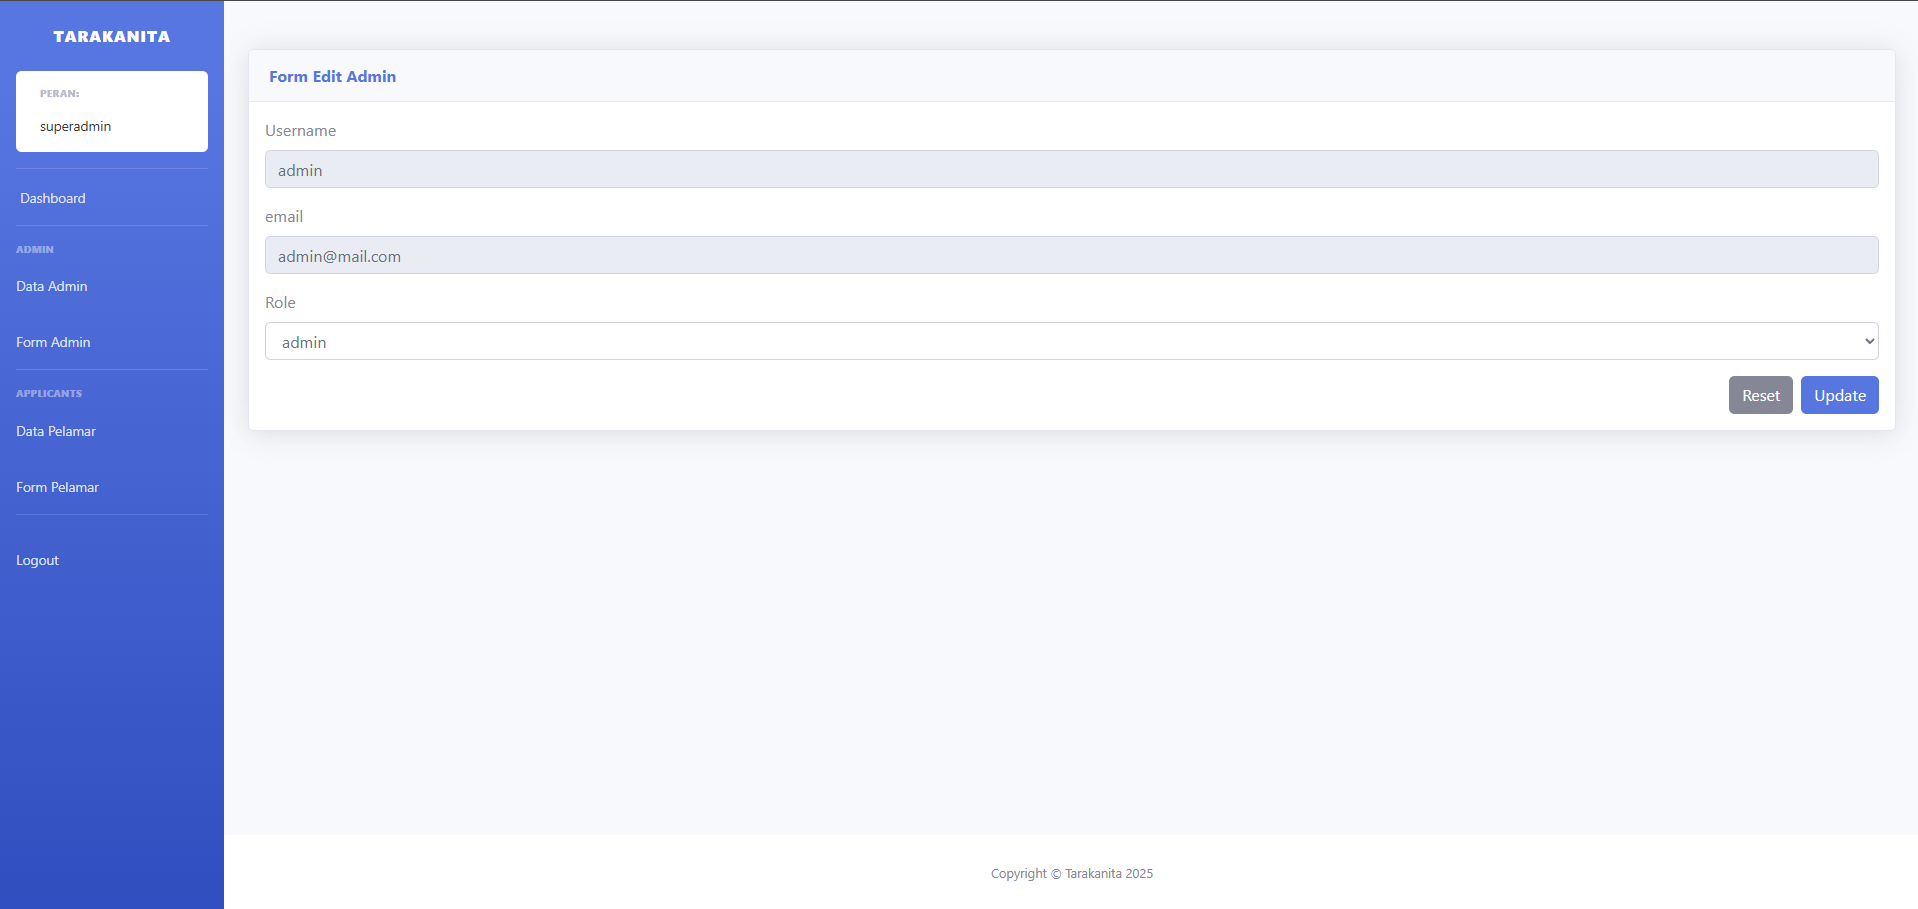 TARAKANITA
PERAN:
superadmin
Dashboard
ADMIN
Data Admin
Form Admin
APPLICANTS
Data Pelamar
Form Pelamar
Logout
Form Edit Admin
Username
admin
email
admin@mail.com
Role
admin
Reset Update
Copyright © Tarakanita 2025